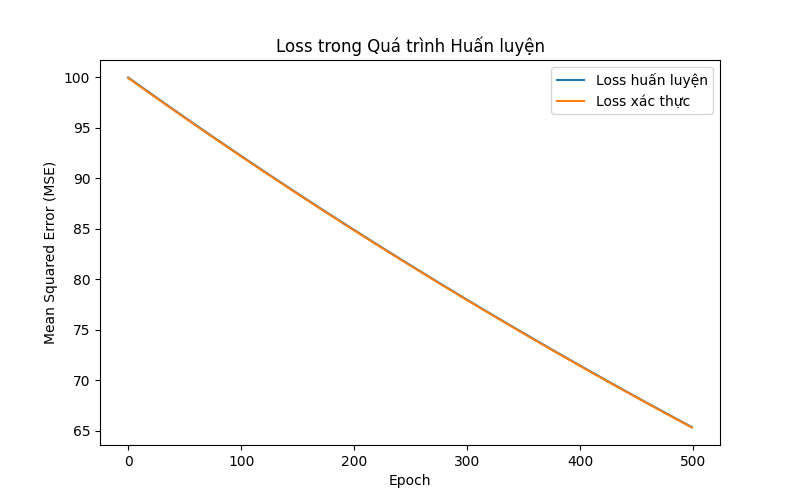 Loss trong Quá trình Huấn luyện
Loss huấn luyện
Loss xác thực
Mean Squared Error (MSE)
100
95
90
85
80
75
70
65
0 100 200 300 400 500
Epoch